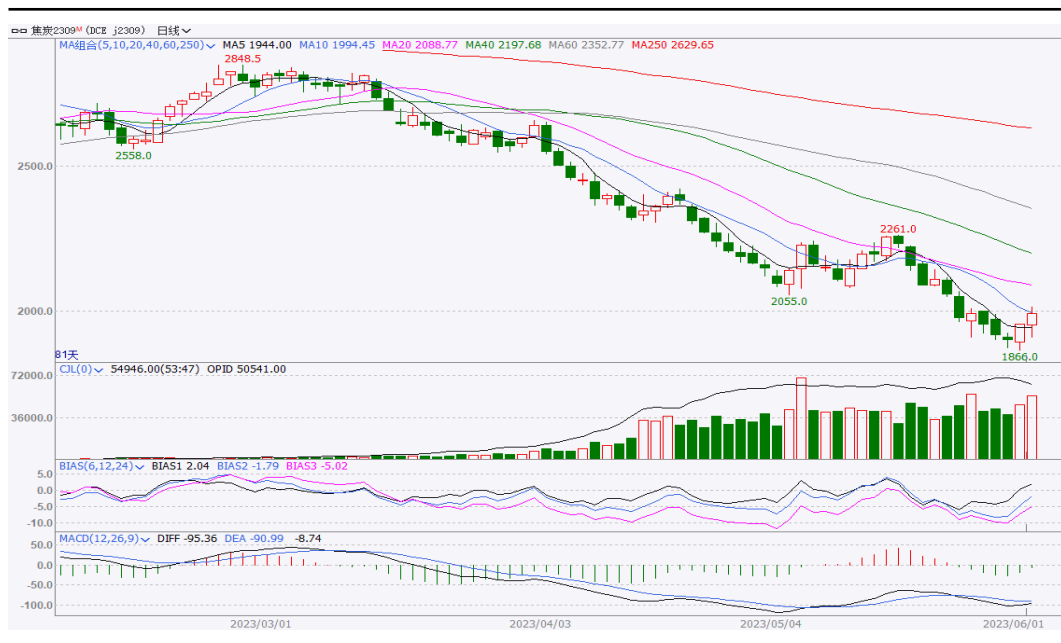 焦炭2309ᴹ (DCE j2309) 日线
MA组合(5,10,20,40,60,250) MA5 1944.00 MA10 1994.45 MA20 2088.77 MA40 2197.68 MA60 2352.77 MA250 2629.65
2848.5
2558.0
2500.0
2261.0
2055.0
2000.0
1866.0
81天
CJL(0) 54946.00(53:47) OPID 50541.00
72000.0
36000.0
BIAS(6,12,24) BIAS1 2.04 BIAS2 -1.79 BIAS3 -5.02
5.0
0.0
-5.0
-10.0
MACD(12,26,9) DIFF -95.36 DEA -90.99 -8.74
50.0
0.0
-50.0
-100.0
2023/03/01 2023/04/03 2023/05/04 2023/06/01